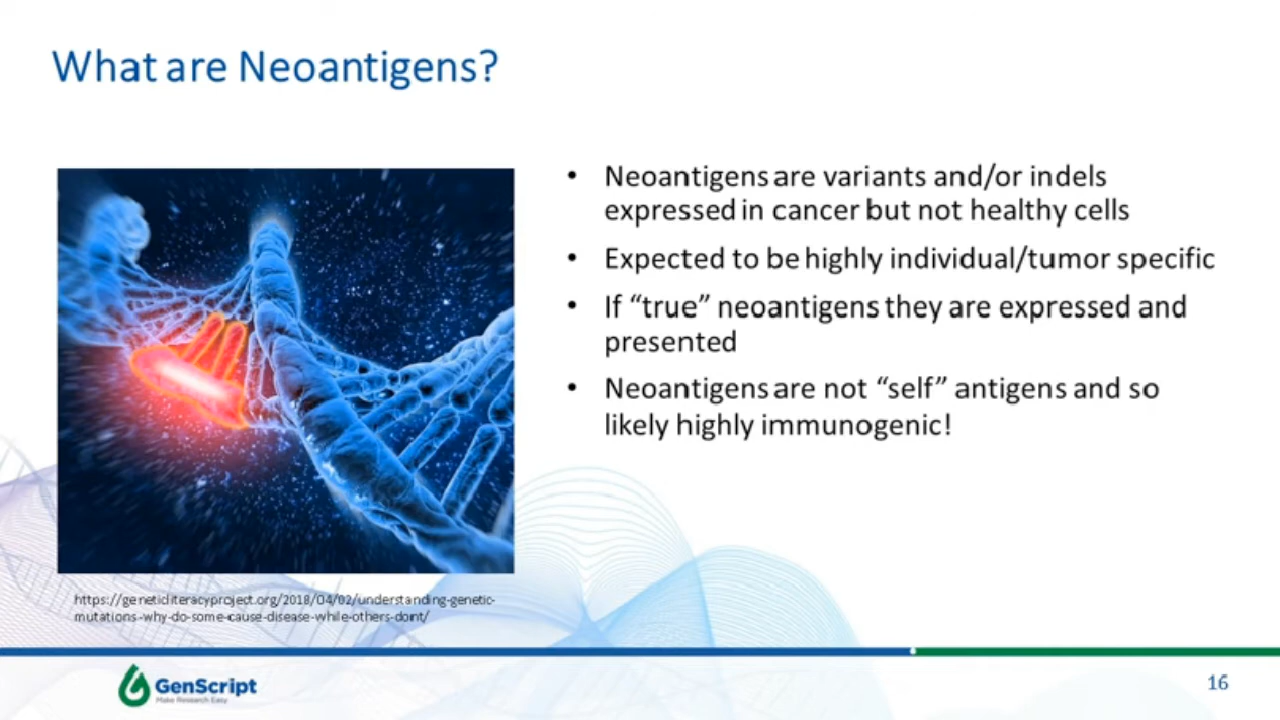 What are Neoantigens?
• Neoantigens are variants and/or indels
expressed in cancer but not healthy cells
• Expected to be highly individual/tumor specific
• If “true” neoantigens they are expressed and
presented
• Neoantigens are not “self” antigens and so
likely highly immunogenic!
https://geneticliteracyproject.org/2018/04/02/understanding-genetic-
mutations-why-do-some-cause-disease-while-others-dont/
GenScript
Make Research Easy
16